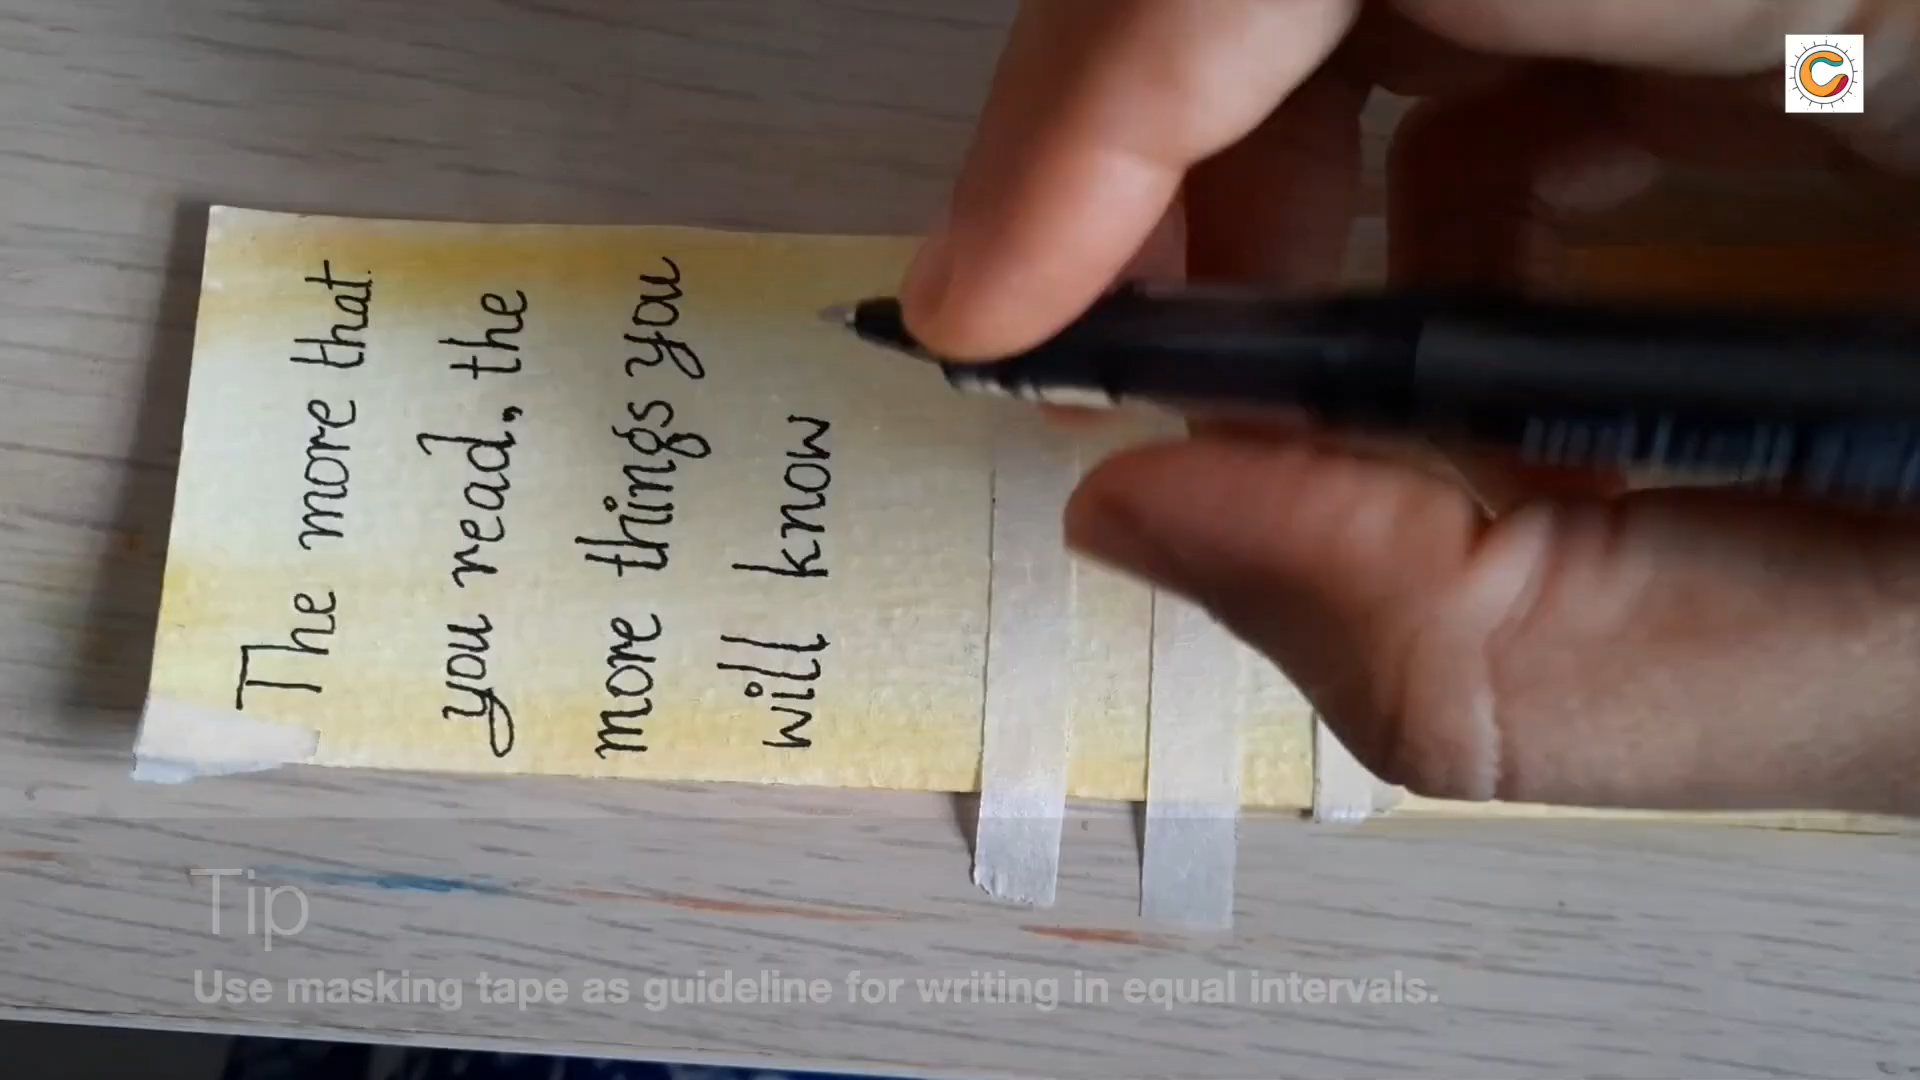 The more that
you read, the
more things you
will know
Tip
Use masking tape as guideline for writing in equal intervals.